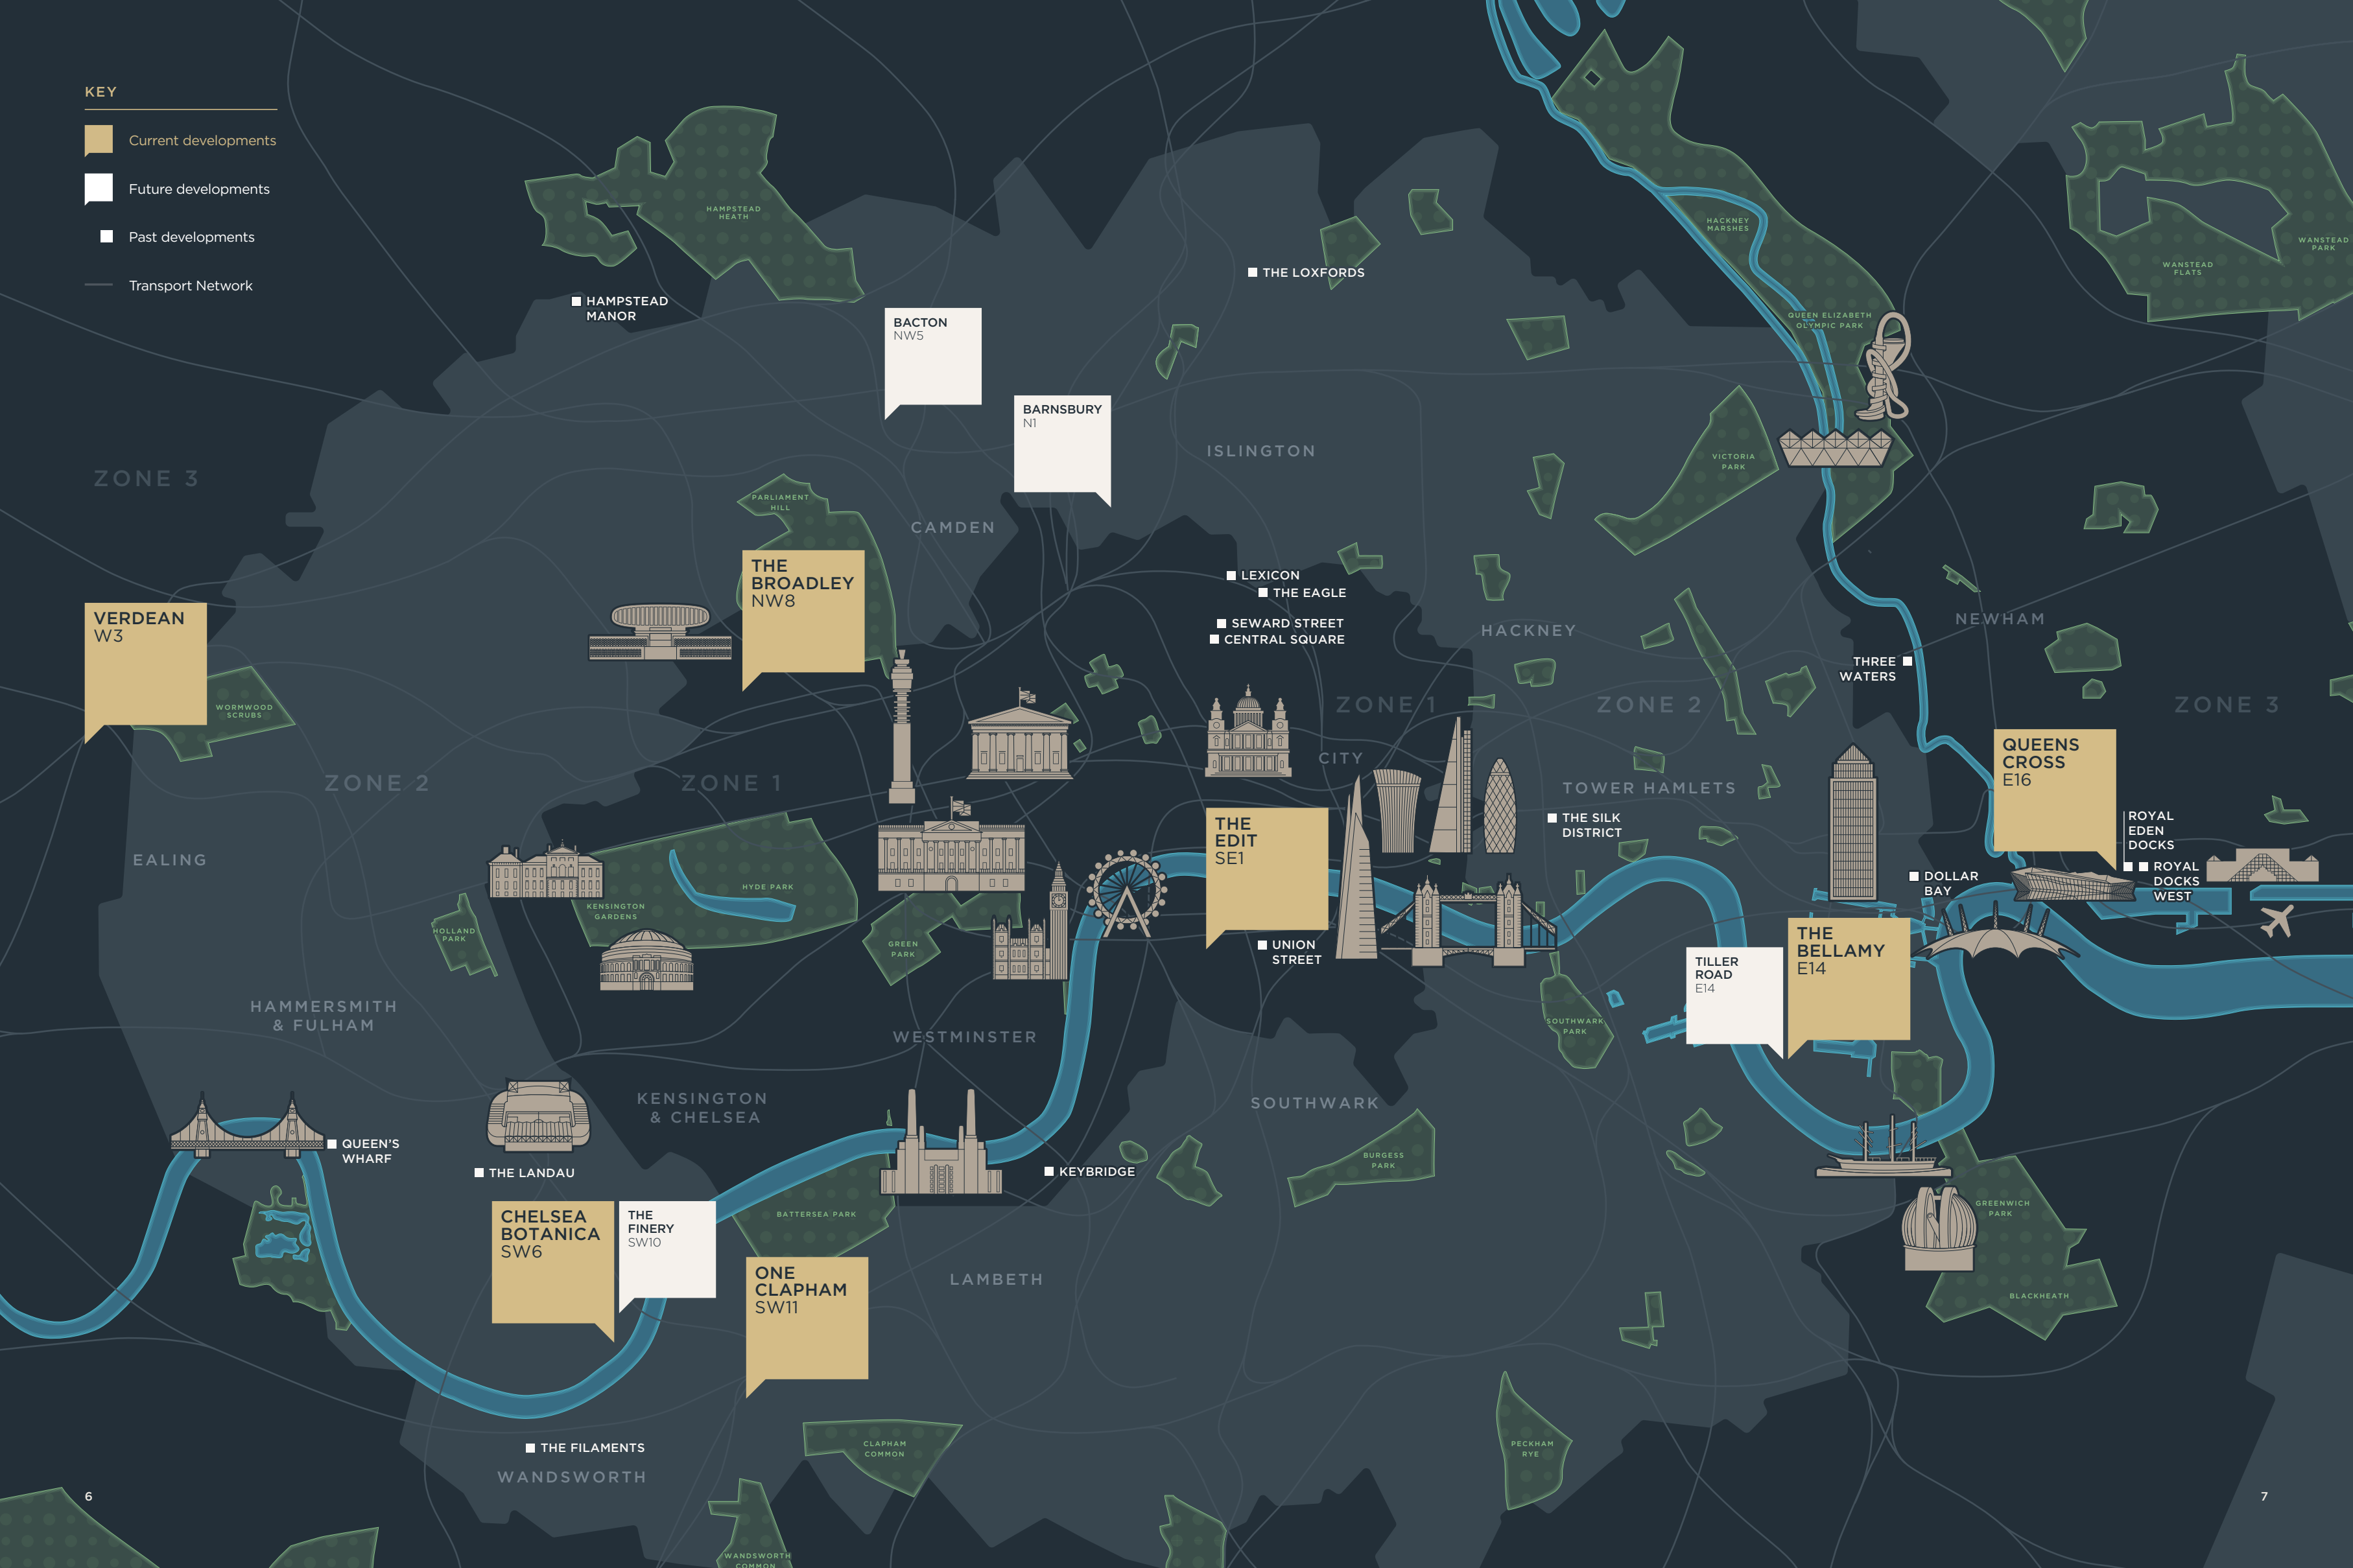 KEY
Current developments
Future developments
Past developments
Transport Network
HAMPSTEAD
HEATH
HACKNEY
MARSHES
WANSTEAD
PARK
WANSTEAD
FLATS
THE LOXFORDS
HAMPSTEAD
MANOR
QUEEN ELIZABETH
OLYMPIC PARK
BACTON
NW5
BARNSBURY
N1
ISLINGTON
VICTORIA
PARK
ZONE 3
PARLIAMENT
HILL
CAMDEN
THE
BROADLEY
NW8
LEXICON
THE EAGLE
SEWARD STREET
CENTRAL SQUARE
HACKNEY
NEWHAM
VERDEAN
W3
WORMWOOD
SCRUBS
THREE
WATERS
ZONE 1
ZONE 2
ZONE 3
QUEENS
CROSS
E16
CITY
ZONE 2
ZONE 1
TOWER HAMLETS
THE SILK
DISTRICT
ROYAL
EDEN
DOCKS
ROYAL
DOCKS
WEST
THE
EDIT
SE1
EALING
DOLLAR
BAY
HYDE PARK
KENSINGTON
GARDENS
HOLLAND
PARK
GREEN
PARK
UNION
STREET
THE
BELLAMY
E14
TILLER
ROAD
E14
HAMMERSMITH
& FULHAM
SOUTHWARK
PARK
WESTMINSTER
KENSINGTON
& CHELSEA
SOUTHWARK
QUEEN'S
WHARF
THE LANDAU
KEYBRIDGE
BURGESS
PARK
GREENWICH
PARK
CHELSEA
BOTANICA
SW6
THE
FINERY
SW10
BATTERSEA PARK
ONE
CLAPHAM
SW11
LAMBETH
BLACKHEATH
THE FILAMENTS
WANDSWORTH
CLAPHAM
COMMON
PECKHAM
RYE
WANDSWORTH
COMMON
6
7